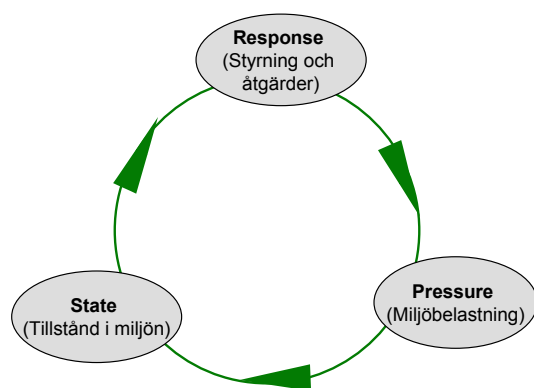 Response
(Styrning och
åtgärder)
Pressure
(Miljöbelastning)
State
(Tillstånd i miljön)